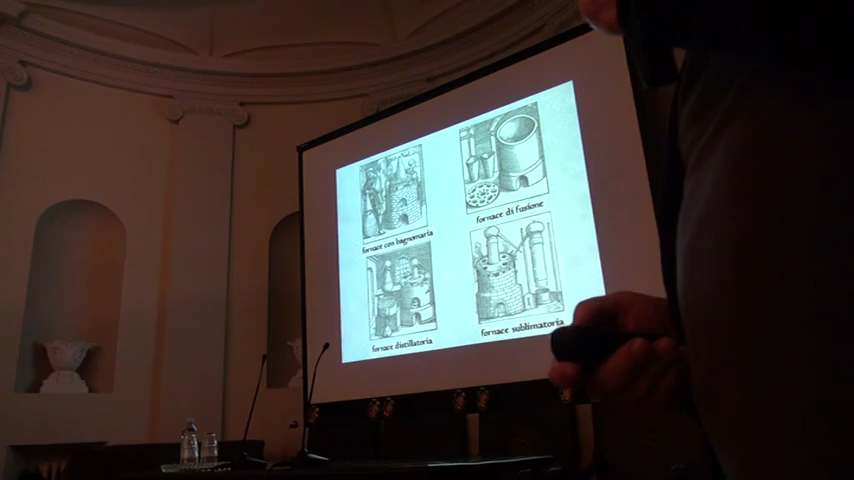 fornace con bagnomaria
fornace di fusione
fornace distillatoria
fornace sublimatoria